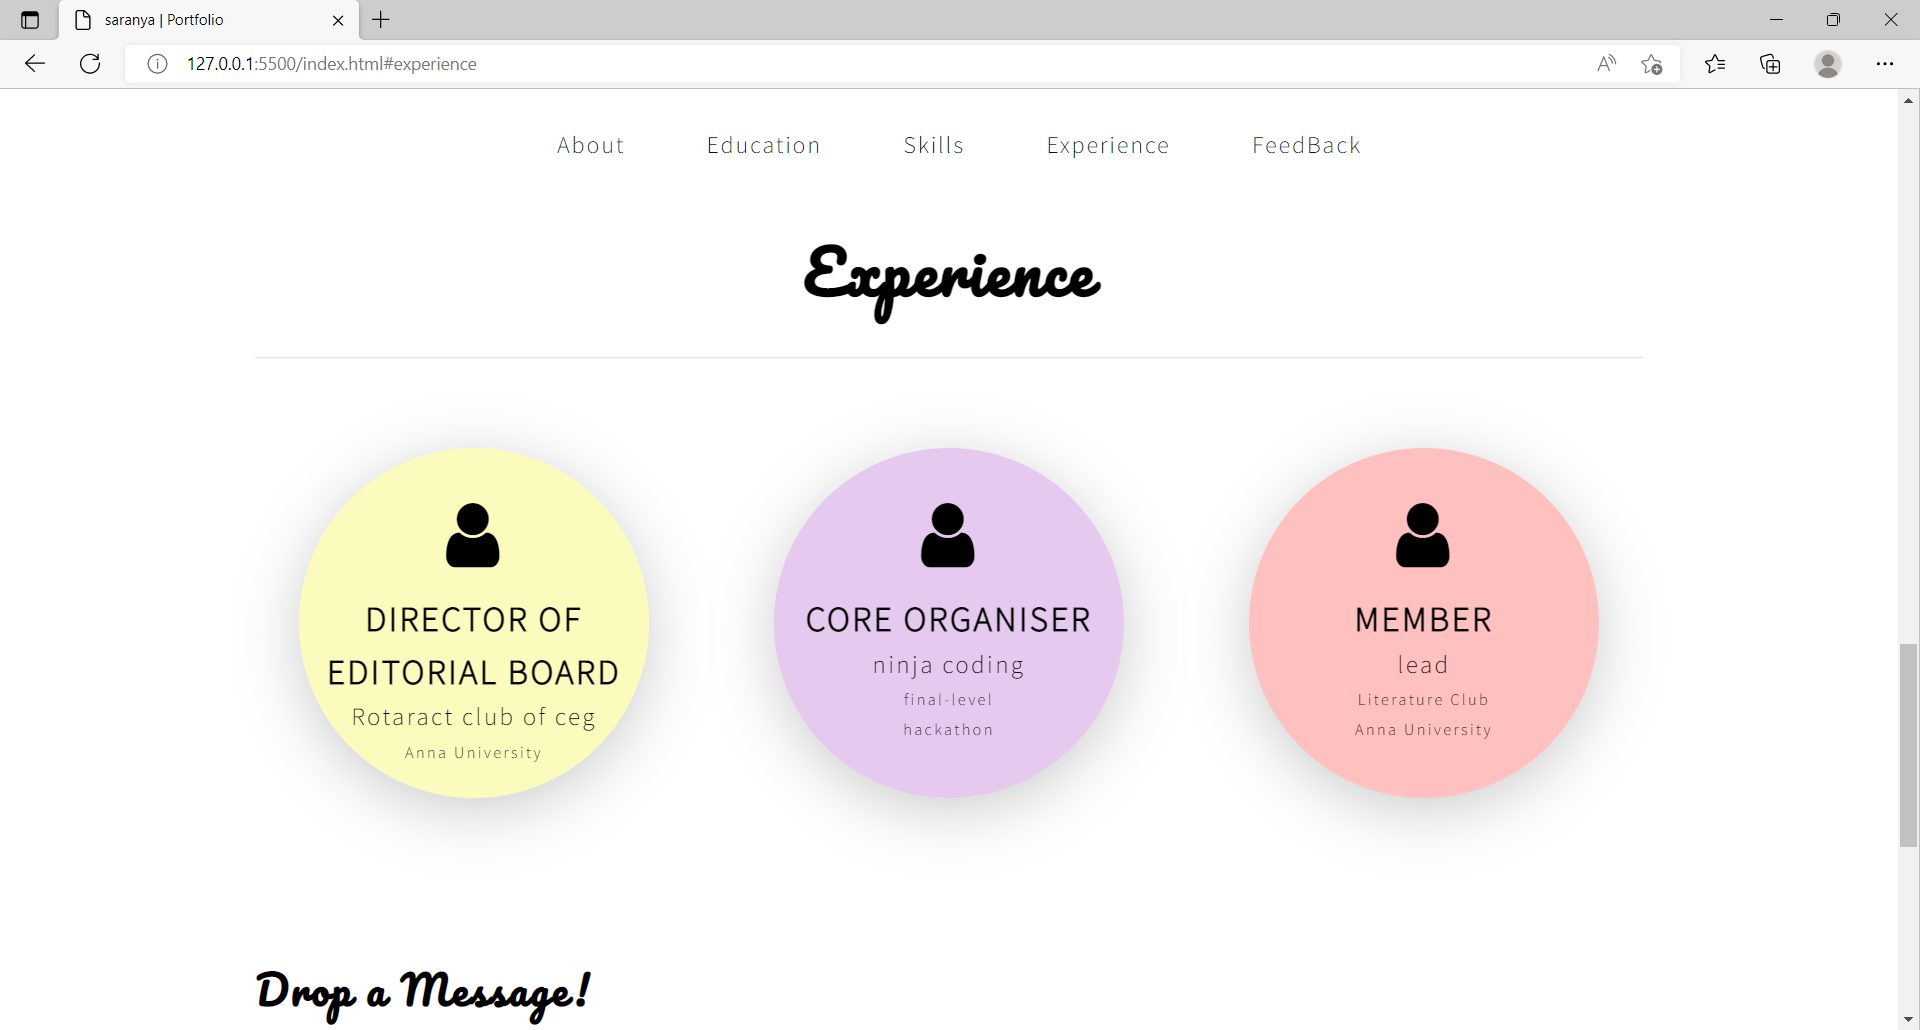 saranya | Portfolio
127.0.0.1:5500/index.html#experience
About Education Skills Experience FeedBack
Experience
DIRECTOR OF
EDITORIAL BOARD
Rotaract club of ceg
Anna University
CORE ORGANISER
ninja coding
final-level
hackathon
MEMBER
lead
Literature Club
Anna University
Drop a Message!